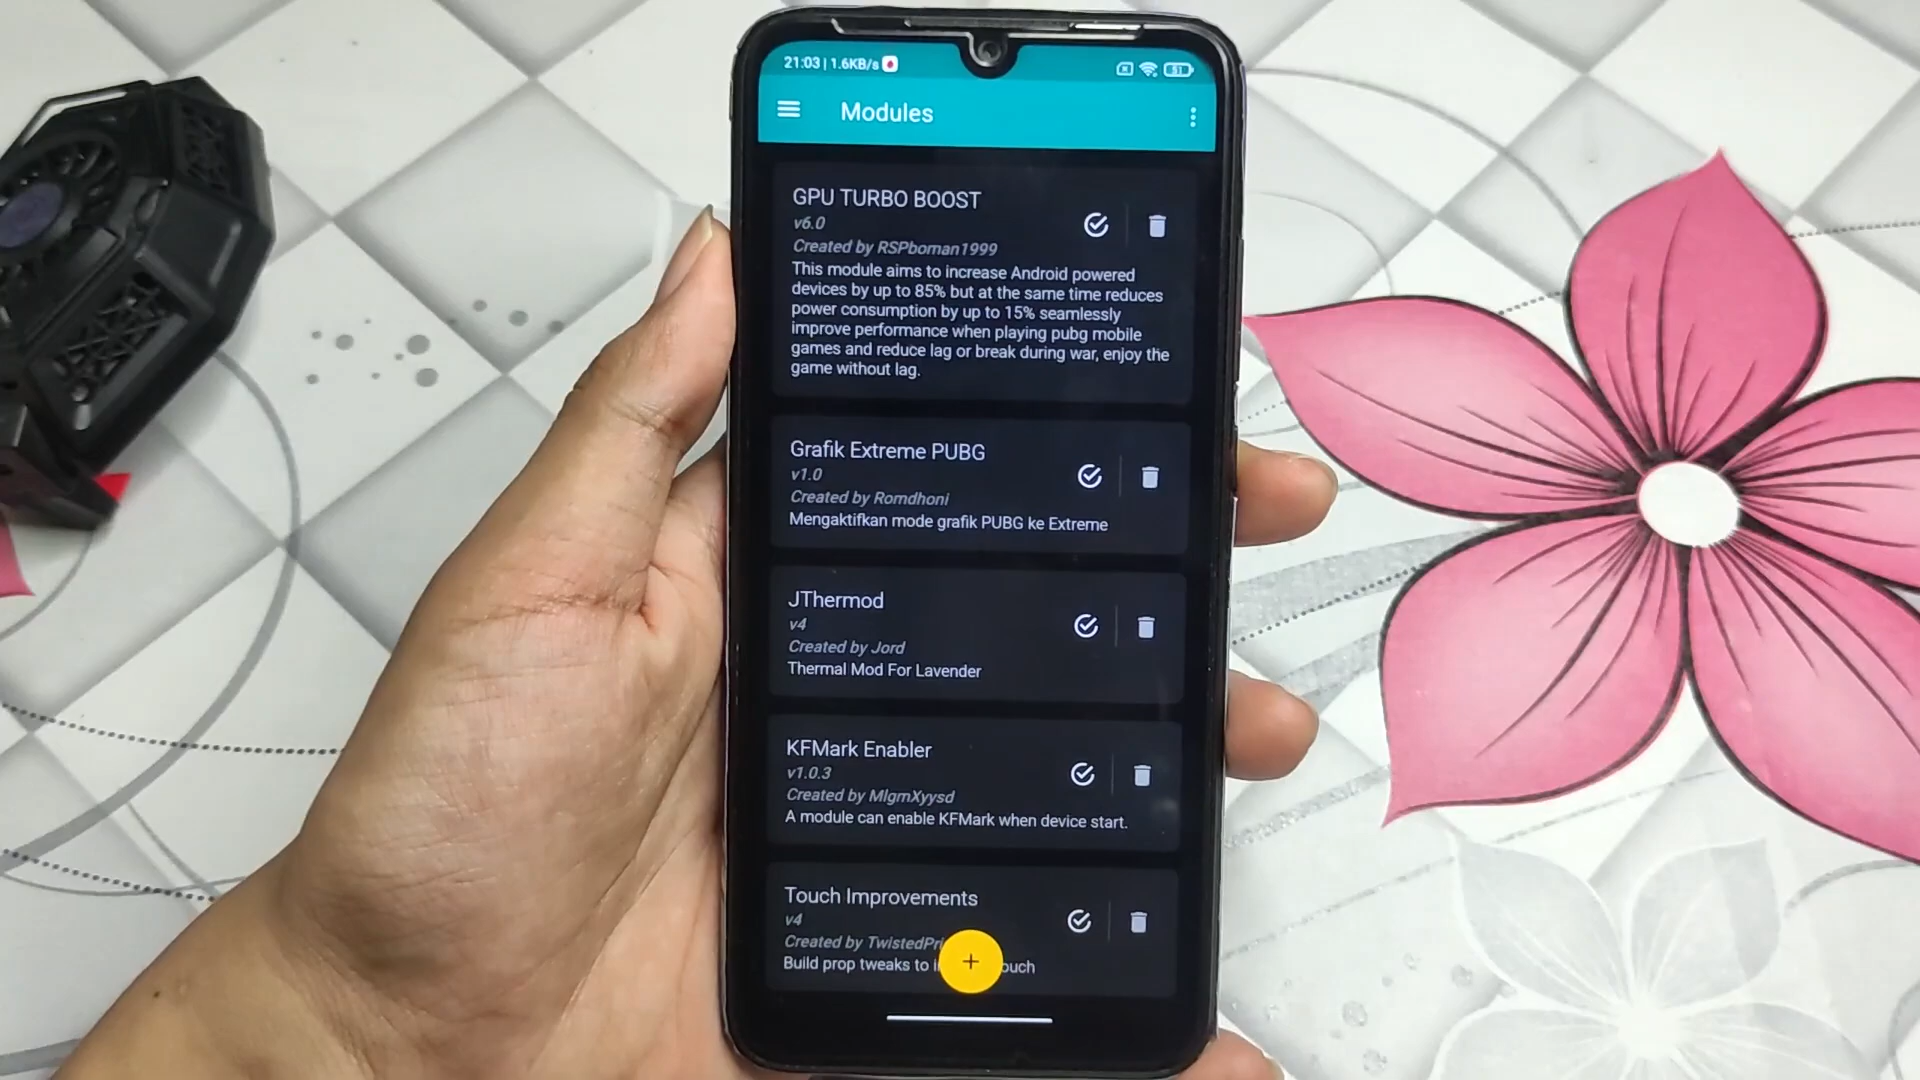 21:03 | 1.6KB/s
51
Modules
GPU TURBO BOOST
v6.0
Created by RSPboman1999
This module aims to increase Android powered
devices by up to 85% but at the same time reduces
power consumption by up to 15% seamlessly
improve performance when playing pubg mobile
games and reduce lag or break during war, enjoy the
game without lag.
Grafik Extreme PUBG
v1.0
Created by Romdhoni
Mengaktifkan mode grafik PUBG ke Extreme
JThermod
v4
Created by Jord
Thermal Mod For Lavender
KFMark Enabler
v1.0.3
Created by MlgmXyysd
A module can enable KFMark when device start.
Touch Improvements
v4
Created by
Build prop tweaks to
+